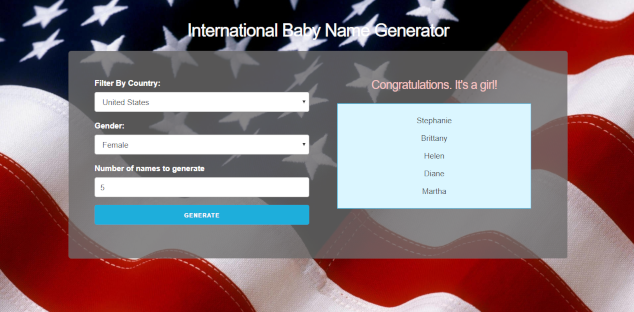 International Baby Name Generator
Filter By Country:
United States
Gender:
Female
Number of names to generate
5
GENERATE
Congratulations. It's a girl!
Stephanie
Brittany
Helen
Diane
Martha